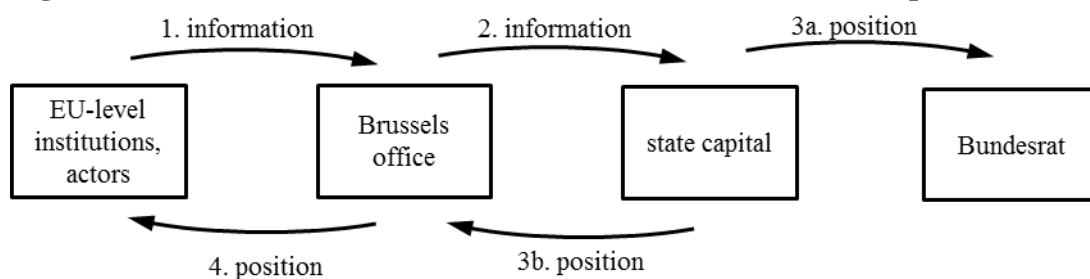 1. information
2. information
3a. position
EU-level
institutions,
actors
Brussels
office
state capital
Bundesrat
4. position
3b. position